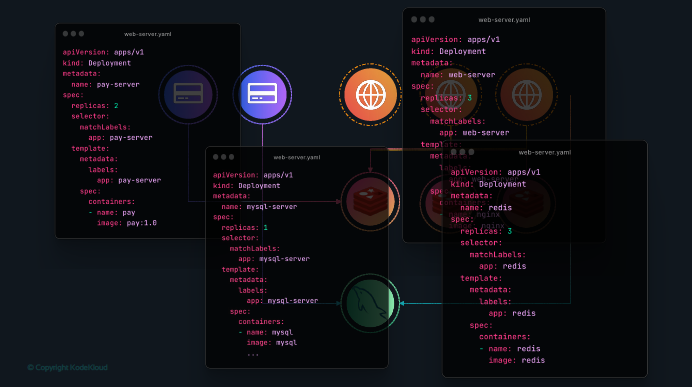 web-server.yaml
apiVersion: apps/v1
kind: Deployment
metadata:
  name: pay-server
spec:
  replicas: 2
  selector:
    matchLabels:
      app: pay-server
  template:
    metadata:
      labels:
        app: pay-server
    spec:
      containers:
      - name: pay
        image: pay:1.0
web-server.yaml
apiVersion: apps/v1
kind: Deployment
metadata:
  name: web-server
spec:
  replicas: 3
  selector:
    matchLabels:
      app: web-server
  template:
web-server.yaml
apiVersion: apps/v1
kind: Deployment
metadata:
  name: mysql-server
spec:
  replicas: 1
  selector:
    matchLabels:
      app: mysql-server
  template:
    metadata:
      labels:
        app: mysql-server
    spec:
      containers:
      - name: mysql
        image: mysql
        ...
web-server.yaml
apiVersion: apps/v1
kind: Deployment
metadata:
  name: redis
spec:
  replicas: 3
  selector:
    matchLabels:
      app: redis
  template:
    metadata:
      labels:
        app: redis
    spec:
      containers:
      - name: redis
        image: redis
nginx
nginx
© Copyright KodeKloud